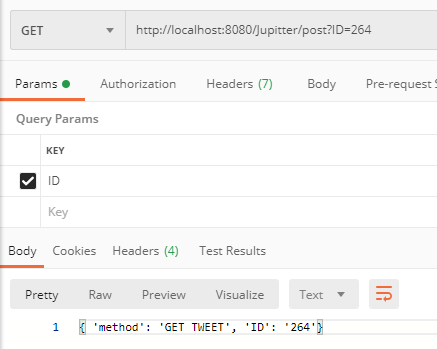 GET http://localhost:8080/Jupitter/post?ID=264
Params Authorization Headers (7) Body Pre-request S
Query Params
KEY
ID
Key
Body Cookies Headers (4) Test Results
Pretty Raw Preview Visualize Text
1 { 'method': 'GET TWEET', 'ID': '264'}